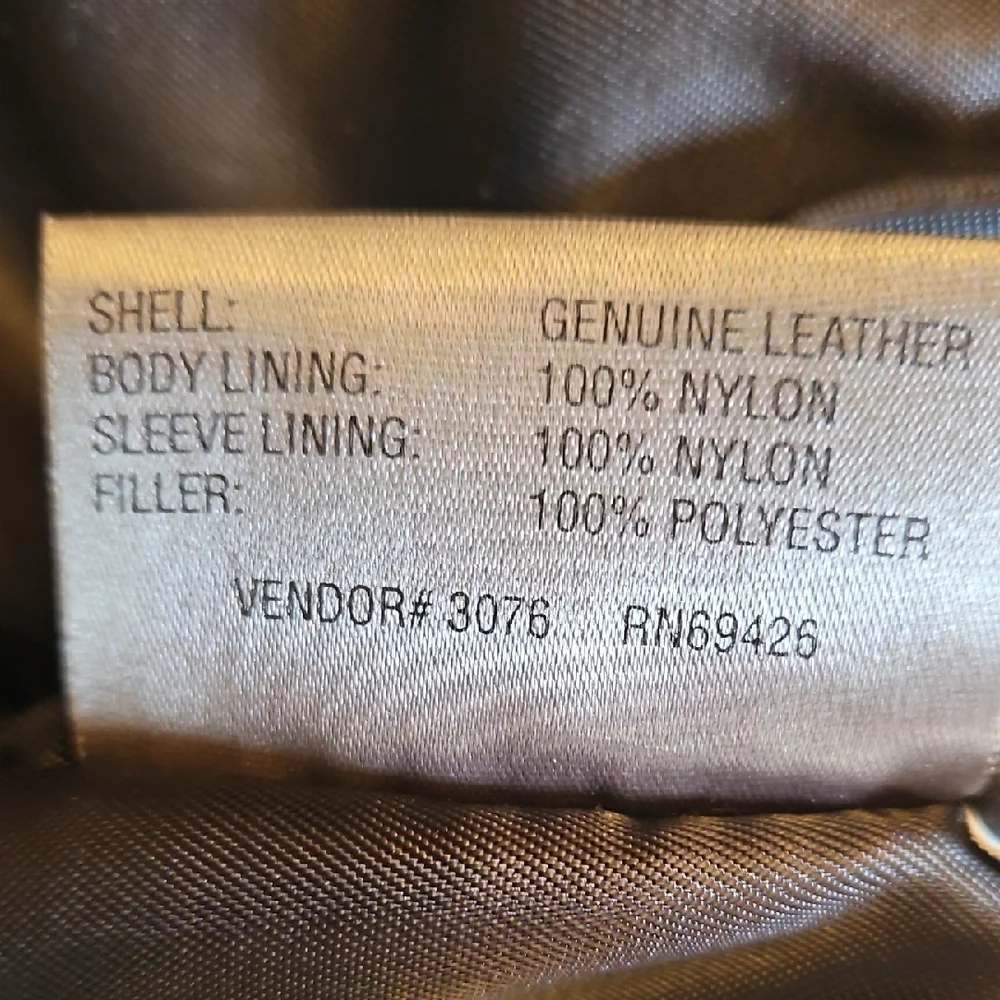 SHELL: GENUINE LEATHER
BODY LINING: 100% NYLON
SLEEVE LINING: 100% NYLON
FILLER: 100% POLYESTER
VENDOR# 3076 RN69426